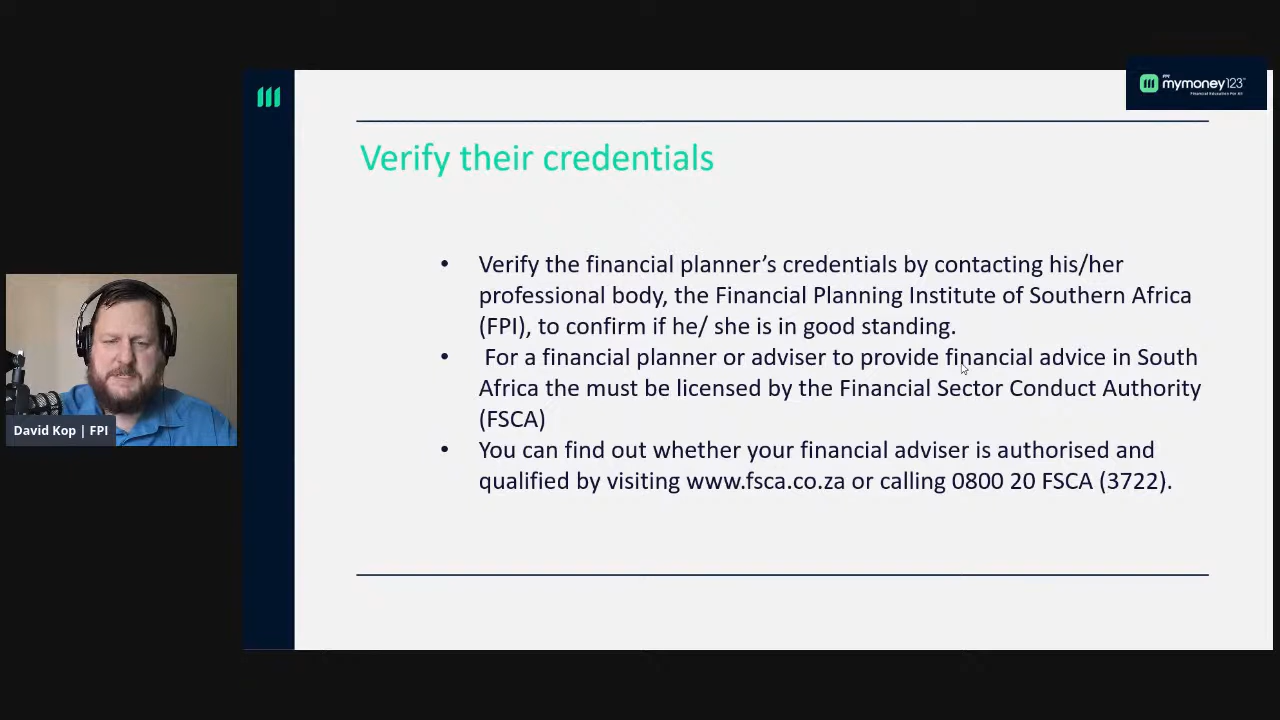 mymoney123™
Financial Education For All
Verify their credentials
• Verify the financial planner’s credentials by contacting his/her
professional body, the Financial Planning Institute of Southern Africa
(FPI), to confirm if he/ she is in good standing.
• For a financial planner or adviser to provide financial advice in South
Africa the must be licensed by the Financial Sector Conduct Authority
(FSCA)
• You can find out whether your financial adviser is authorised and
qualified by visiting www.fsca.co.za or calling 0800 20 FSCA (3722).
David Kop | FPI